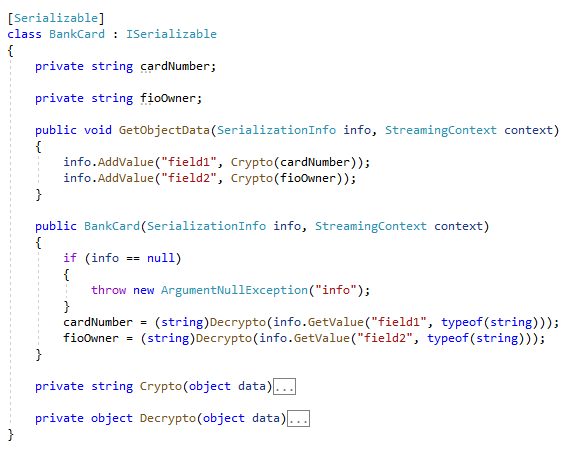 [Serializable]
class BankCard : ISerializable
{
    private string cardNumber;

    private string fioOwner;

    public void GetObjectData(SerializationInfo info, StreamingContext context)
    {
        info.AddValue("field1", Crypto(cardNumber));
        info.AddValue("field2", Crypto(fioOwner));
    }

    public BankCard(SerializationInfo info, StreamingContext context)
    {
        if (info == null)
        {
            throw new ArgumentNullException("info");
        }
        cardNumber = (string)Decrypto(info.GetValue("field1", typeof(string)));
        fioOwner = (string)Decrypto(info.GetValue("field2", typeof(string)));
    }

    private string Crypto(object data)...

    private object Decrypto(object data)...
}